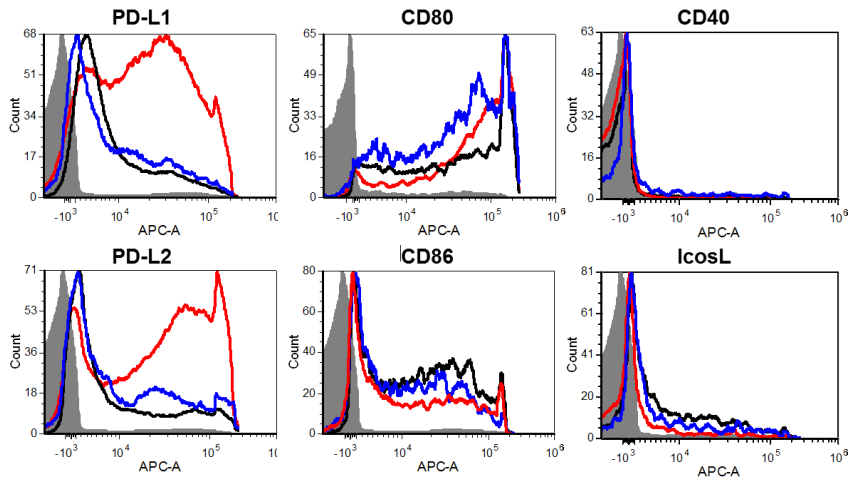 PD-L1
68
51
34
17
0
Count
-10³ 10⁴ 10⁵ 1(
APC-A
CD80
65
49
33
16
0
Count
-10³ 10⁴ 10⁵ 10⁶
APC-A
CD40
63
48
32
16
0
Count
-10³ 10⁴ 10⁵ 10⁶
APC-A
PD-L2
71
53
36
18
0
Count
-10³ 10⁴ 10⁵ 1(
APC-A
CD86
80
60
40
20
0
Count
-10³ 10⁴ 10⁵ 10⁶
APC-A
IcosL
81
61
41
20
0
Count
-10³ 10⁴ 10⁵ 10⁶
APC-A